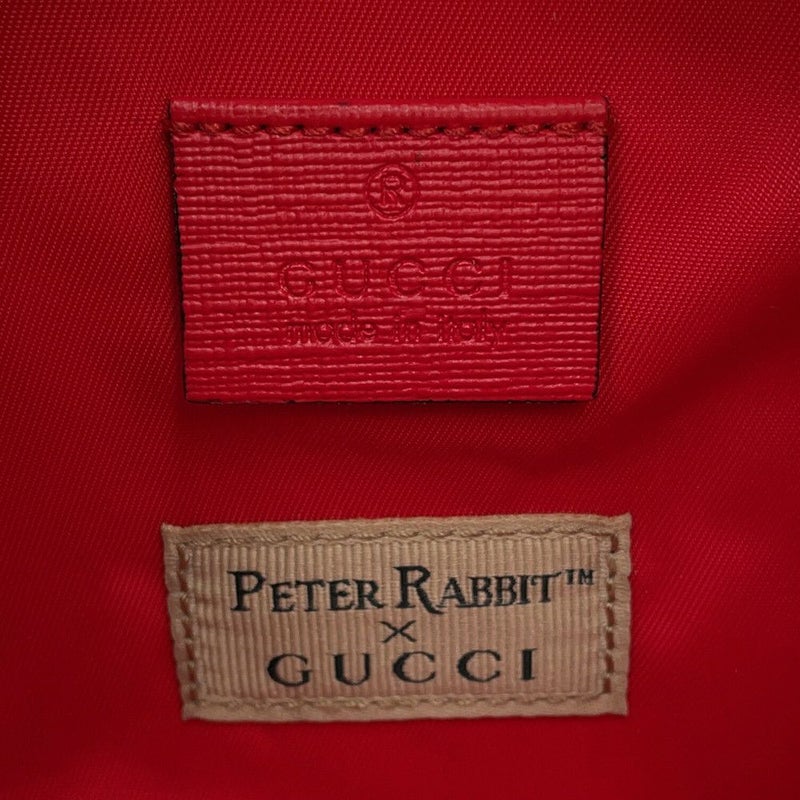 ®
GUCCI
made in italy
PETER RABBIT™
×
GUCCI